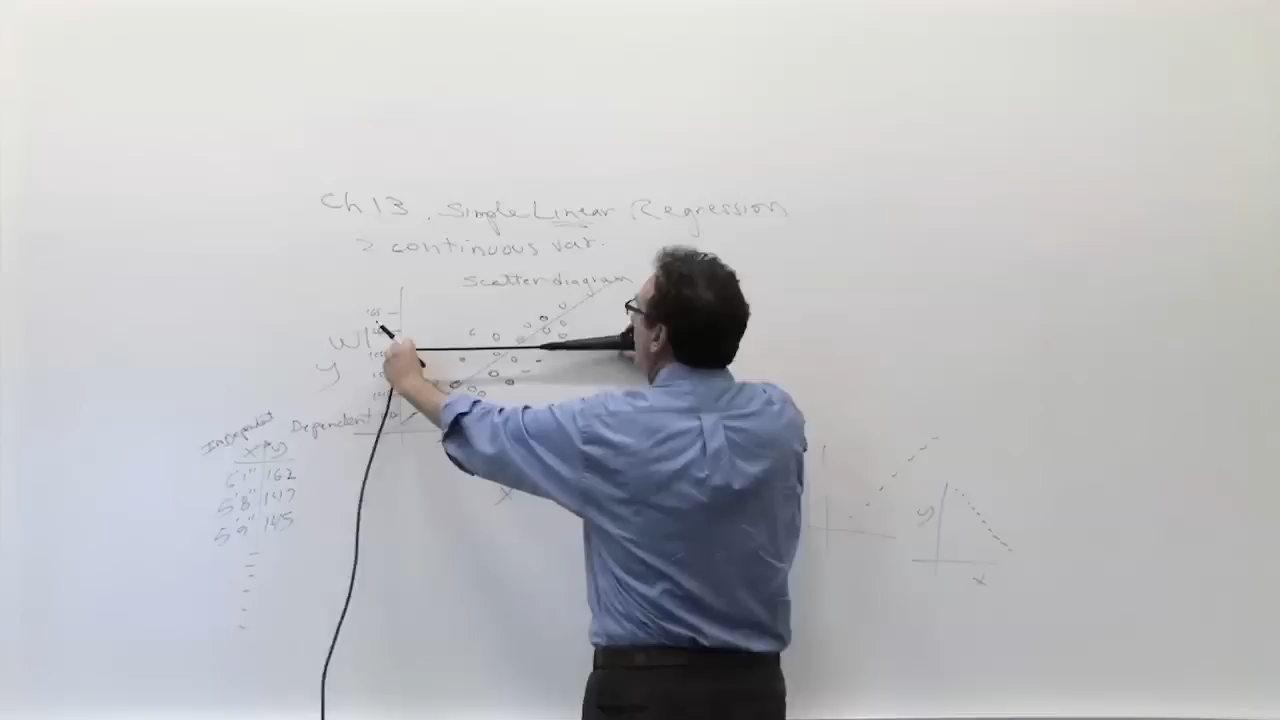 Ch 13. Simple Linear Regression
2 continuous var.
Scatter diagram
Wt
y
Dependent
X Y
6'1" 162
5'8" 147
5'9" 145
X
y
x